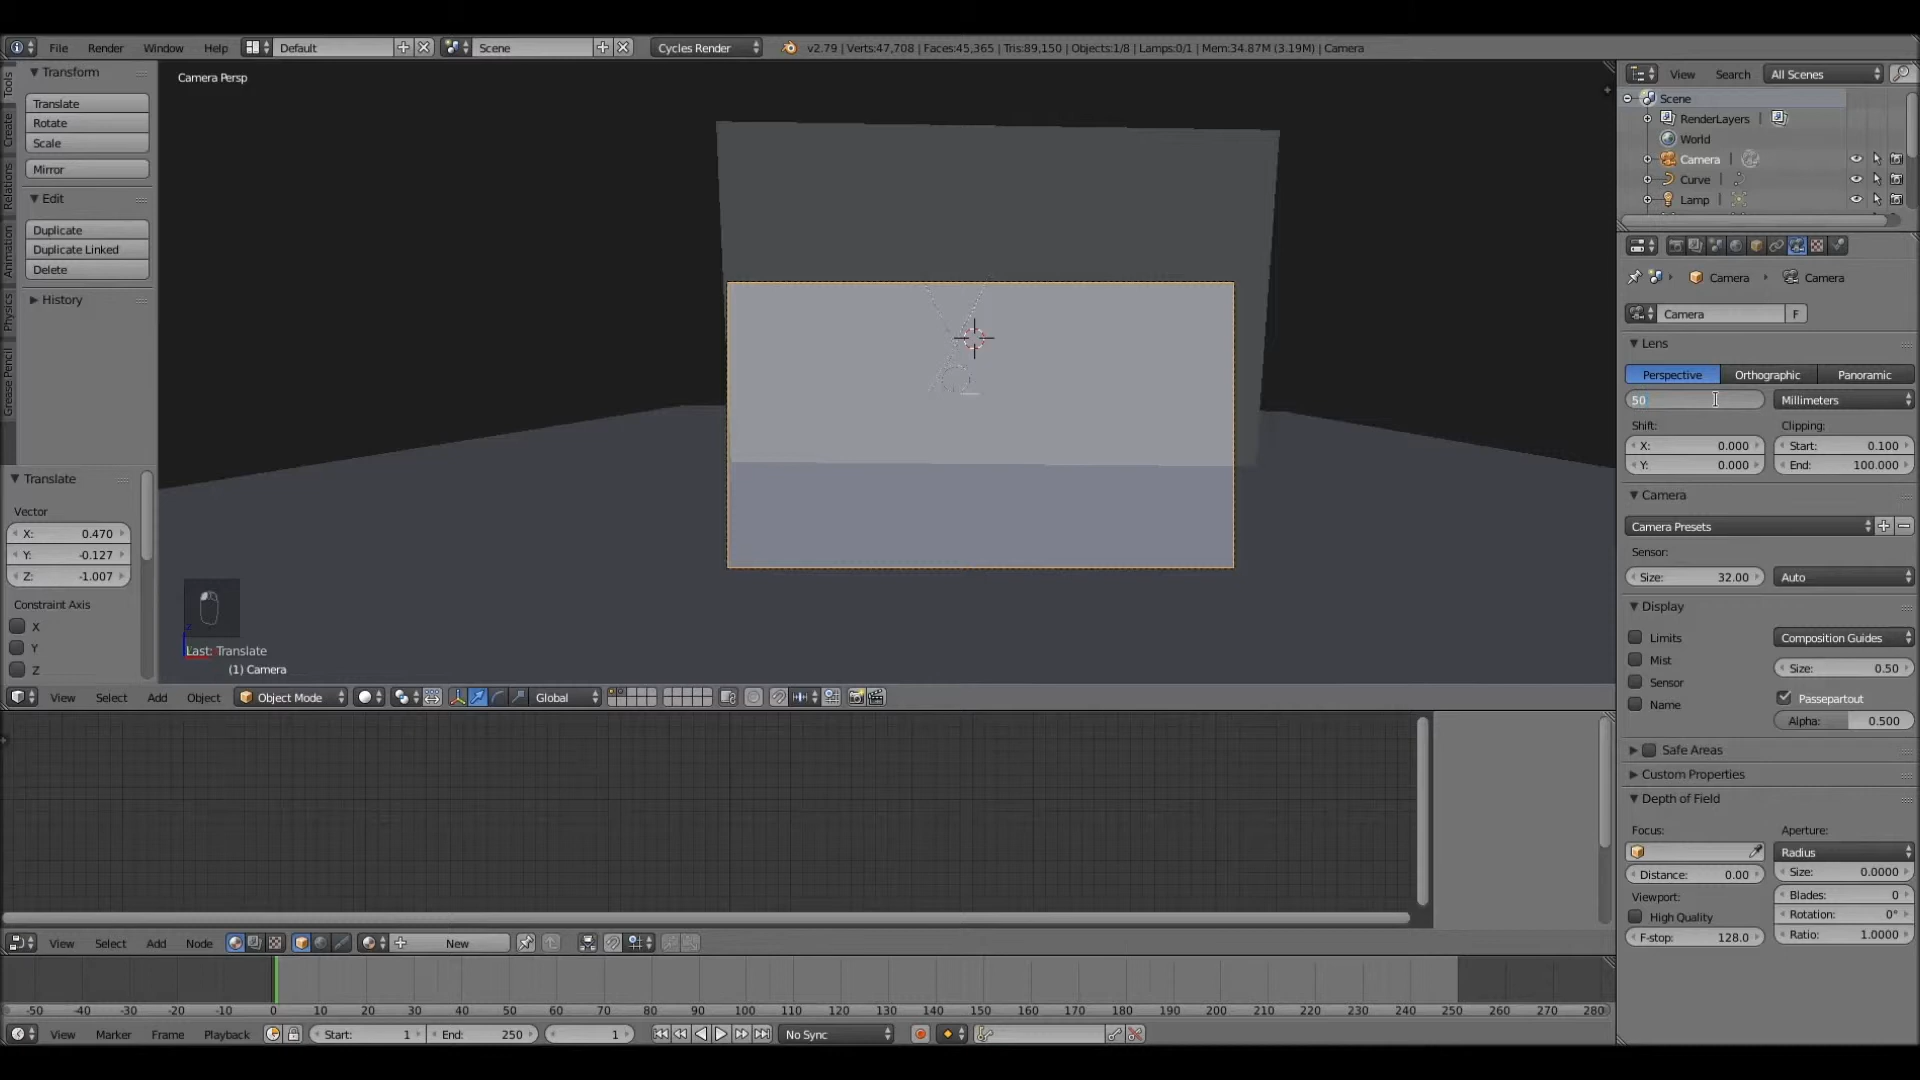 File Render Window Help Default Scene Cycles Render v2.79 | Verts:47,708 | Faces:45,365 | Tris:89,150 | Objects:1/8 | Lamps:0/1 | Mem:34.87M (3.19M) | Camera
Tools
Create
Relations
Animation
Physics
Grease Pencil
Transform
Translate
Rotate
Scale
Mirror
Edit
Duplicate
Duplicate Linked
Delete
History
Translate
Vector
X: 0.470
Y: -0.127
Z: -1.007
Constraint Axis
X
Y
Z
Camera Persp
Last: Translate
(1) Camera
View Select Add Object Object Mode Global
View Select Add Node New
-50 -40 -30 -20 -10 0 10 20 30 40 50 60 70 80 90 100 110 120 130 140 150 160 170 180 190 200 210 220 230 240 250 260 270 280
View Marker Frame Playback Start: 1 End: 250 1 No Sync
View Search All Scenes
Scene
RenderLayers
World
Camera
Curve
Lamp
Camera Camera
Camera F
Lens
Perspective Orthographic Panoramic
50 Millimeters
Shift: Clipping:
X: 0.000 Start: 0.100
Y: 0.000 End: 100.000
Camera
Camera Presets
Sensor:
Size: 32.00 Auto
Display
Limits Composition Guides
Mist Size: 0.50
Sensor Passepartout
Name Alpha: 0.500
Safe Areas
Custom Properties
Depth of Field
Focus: Aperture:
Radius
Distance: 0.00 Size: 0.0000
Viewport: Blades: 0
High Quality Rotation: 0°
F-stop: 128.0 Ratio: 1.0000